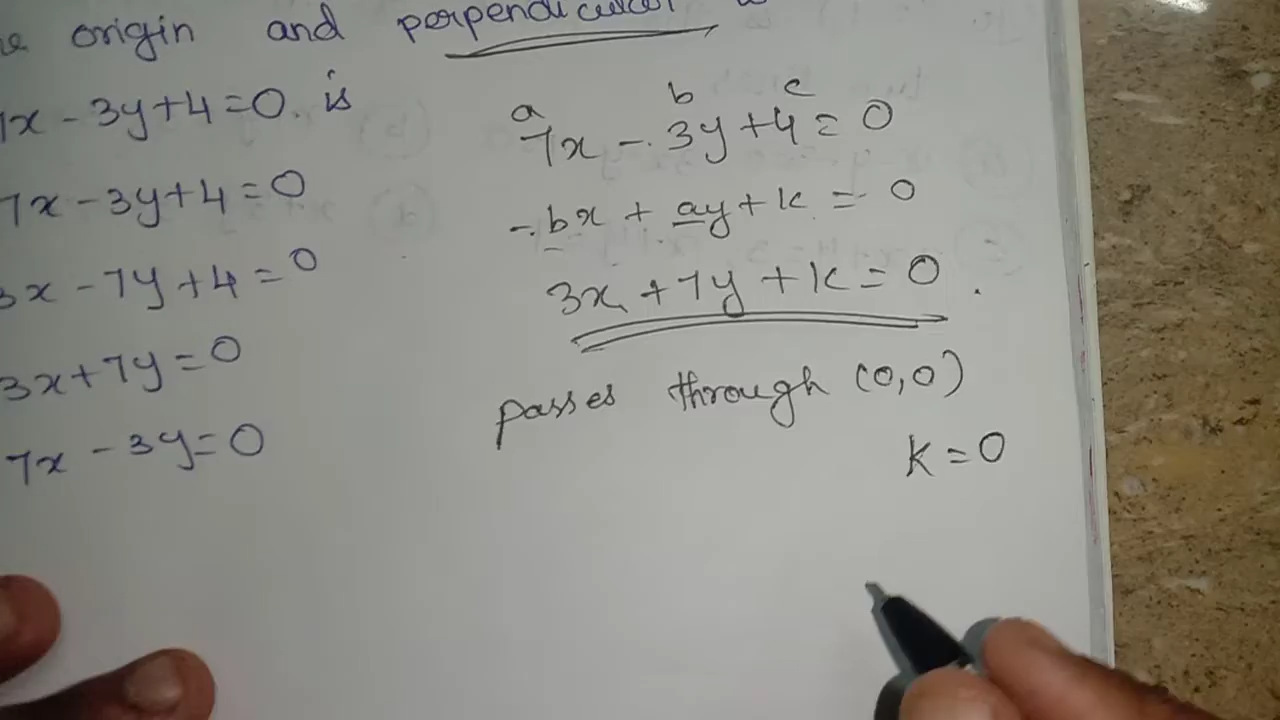 origin and perpendicular
7x - 3y + 4 = 0. is
7x - 3y + 4 = 0
3x - 7y + 4 = 0
3x + 7y = 0
7x - 3y = 0
a b c
7x - 3y + 4 = 0
-bx + ay + k = 0
3x + 7y + k = 0.
passes through (0,0)
k = 0